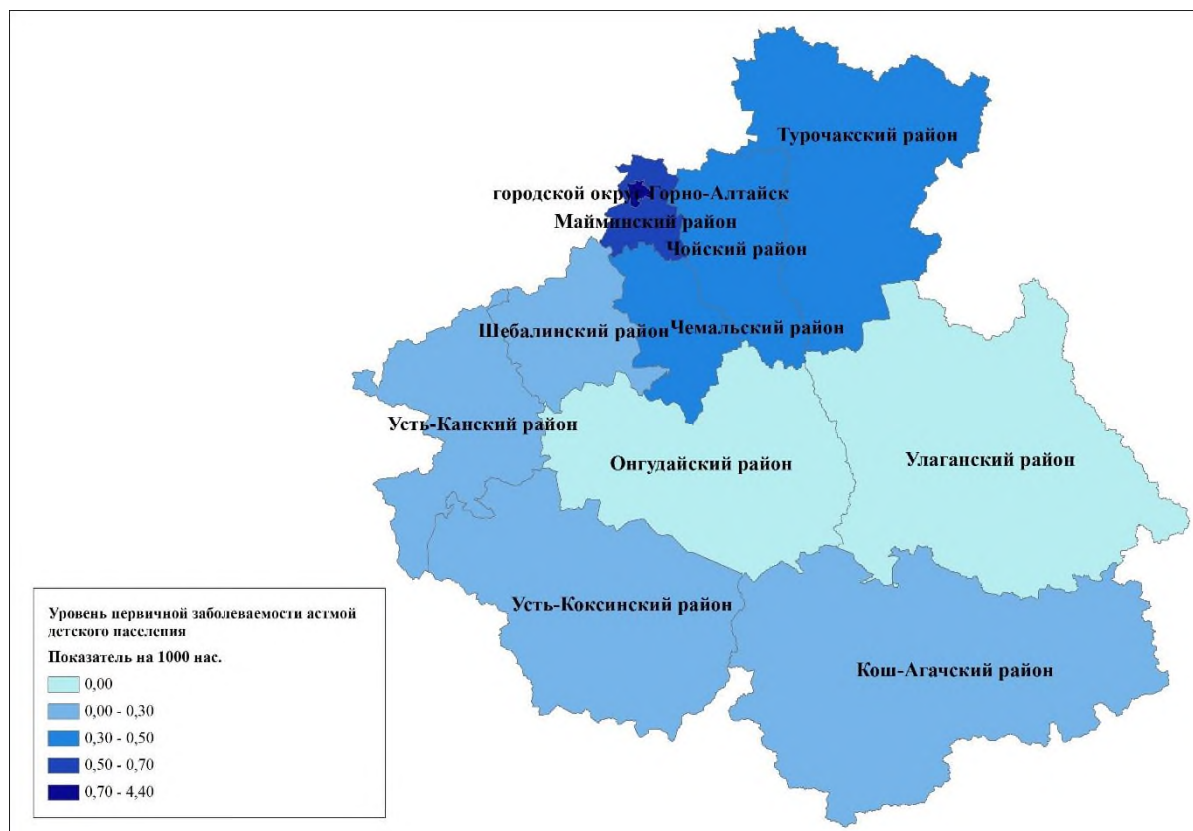 Турочакский район
городской округ Горно-Алтайск
Майминский район
Чойский район
Шебалинский район
Чемальский район
Усть-Канский район
Онгудайский район
Улаганский район
Усть-Коксинский район
Кош-Агачский район
Уровень первичной заболеваемости астмой
детского населения
Показатель на 1000 нас.
0,00
0,00 - 0,30
0,30 - 0,50
0,50 - 0,70
0,70 - 4,40